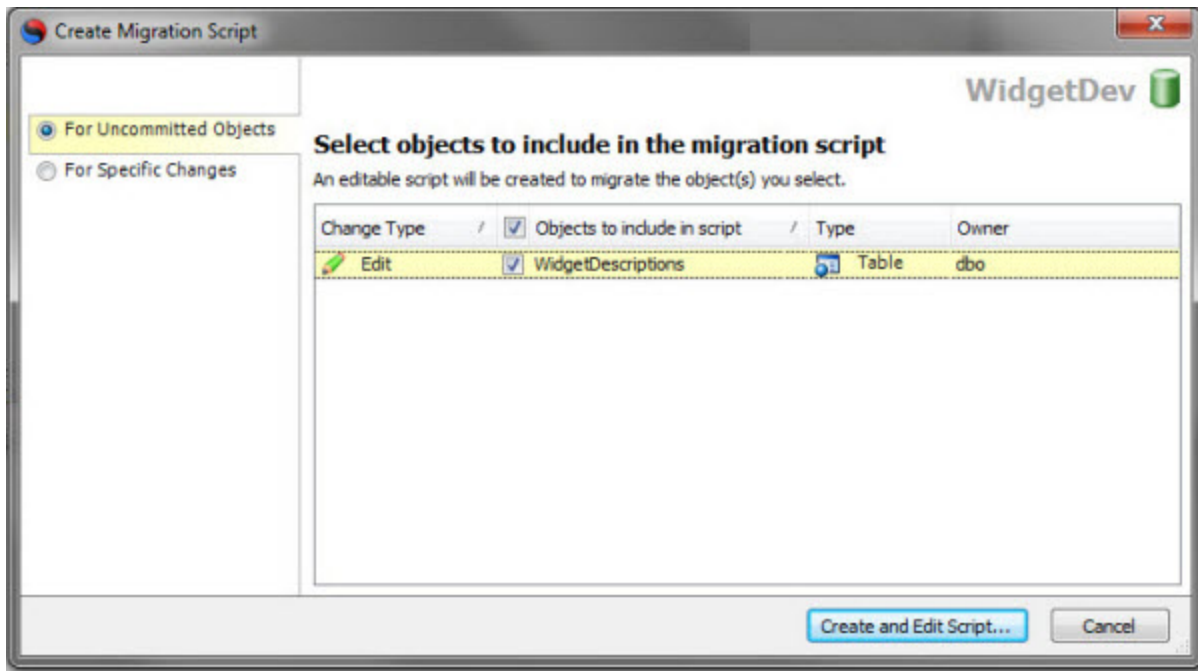 Create Migration Script
WidgetDev
For Uncommitted Objects
For Specific Changes
Select objects to include in the migration script
An editable script will be created to migrate the object(s) you select.
Change Type / Objects to include in script / Type Owner
Edit WidgetDescriptions Table dbo
Create and Edit Script... Cancel